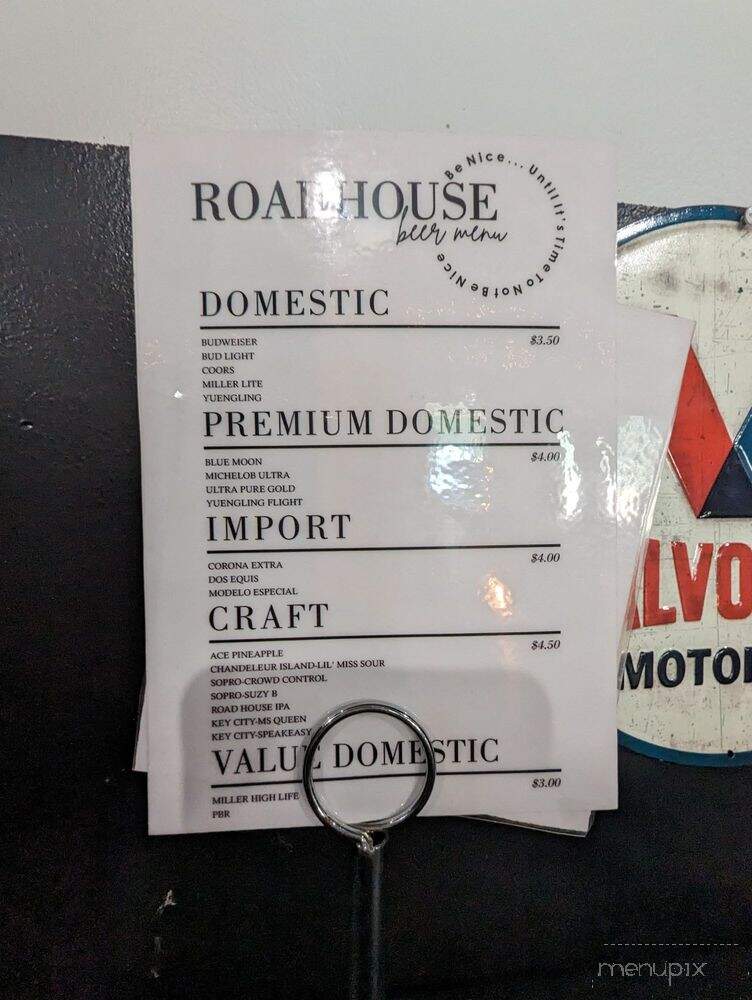 ROADHOUSE
beer menu
Be Nice... Until It's Time To Not Be Nice
DOMESTIC
$3.50
BUDWEISER
BUD LIGHT
COORS
MILLER LITE
YUENGLING
PREMIUM DOMESTIC
$4.00
BLUE MOON
MICHELOB ULTRA
ULTRA PURE GOLD
YUENGLING FLIGHT
IMPORT
$4.00
CORONA EXTRA
DOS EQUIS
MODELO ESPECIAL
CRAFT
$4.50
ACE PINEAPPLE
CHANDELEUR ISLAND-LIL' MISS SOUR
SOPRO-CROWD CONTROL
SOPRO-SUZY B
ROAD HOUSE IPA
KEY CITY-MS QUEEN
KEY CITY-SPEAKEASY
VALUE DOMESTIC
$3.00
MILLER HIGH LIFE
PBR
ALVO
MOTOR
menupix